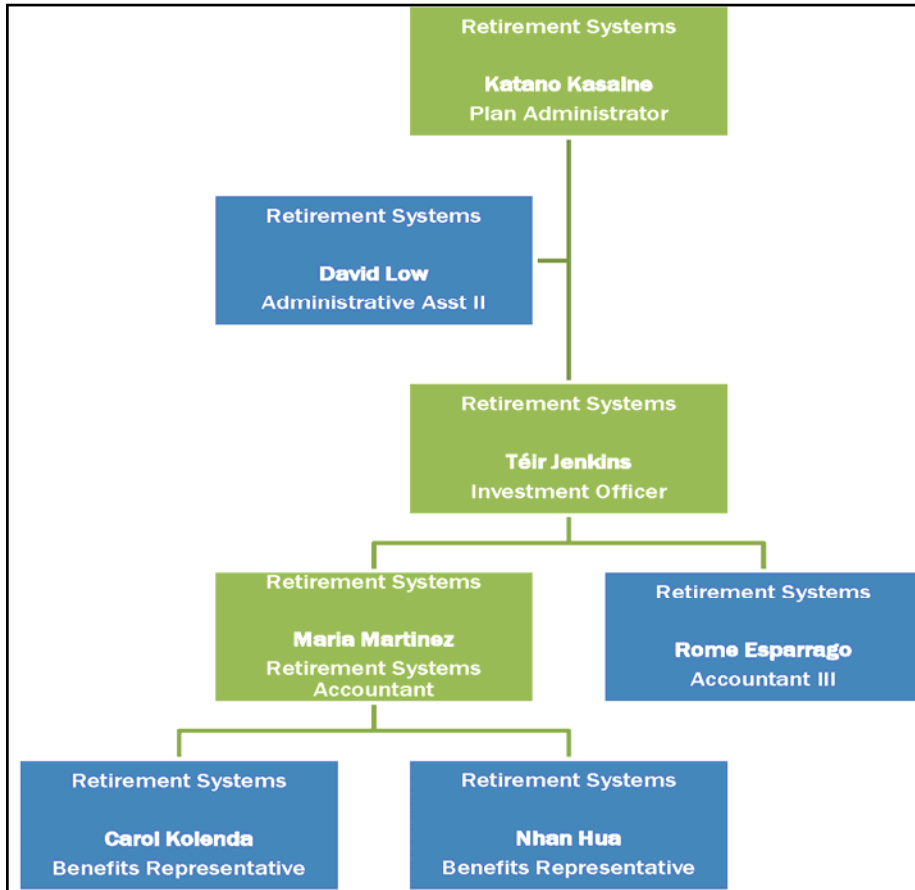 Retirement Systems
Katano Kasaine
Plan Administrator
Retirement Systems
David Low
Administrative Asst II
Retirement Systems
Téir Jenkins
Investment Officer
Retirement Systems
Maria Martinez
Retirement Systems
Accountant
Retirement Systems
Rome Esparrago
Accountant III
Retirement Systems
Carol Kolenda
Benefits Representative
Retirement Systems
Nhan Hua
Benefits Representative